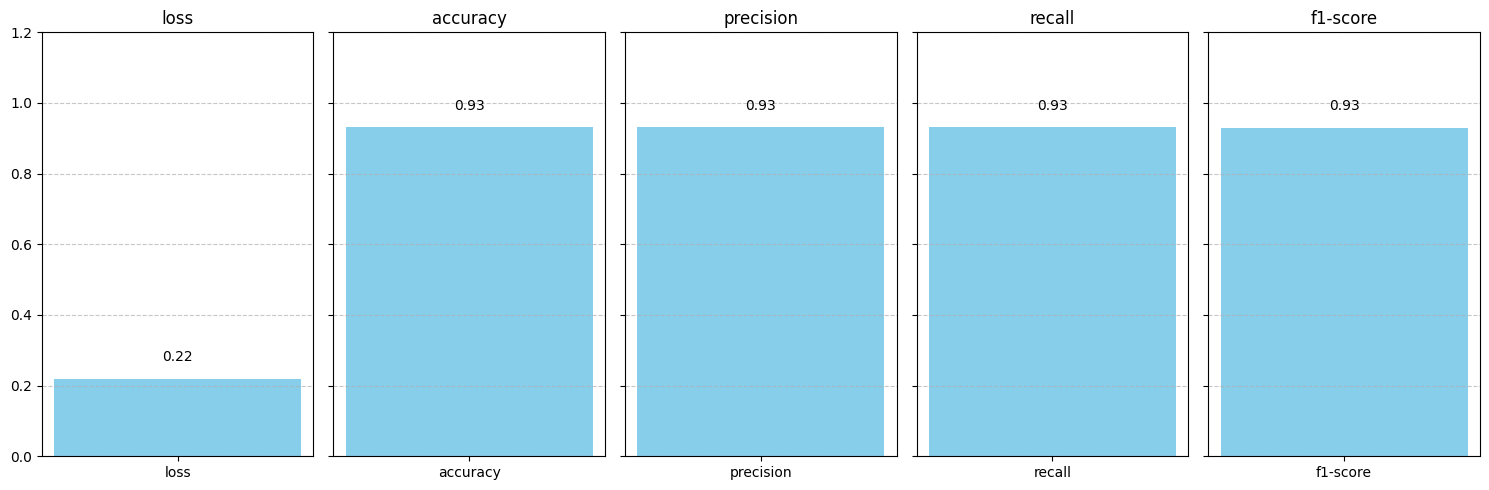 loss
accuracy
precision
recall
f1-score
1.2
1.0
0.8
0.6
0.4
0.2
0.0
0.22
0.93
0.93
0.93
0.93
loss
accuracy
precision
recall
f1-score